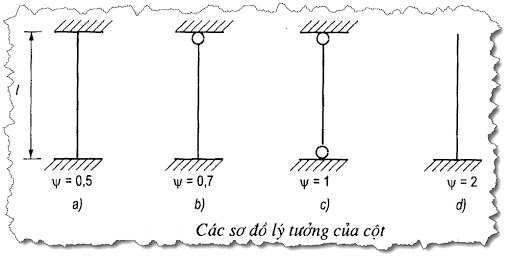 l
ψ = 0,5 ψ = 0,7 ψ = 1 ψ = 2
a) b) c) d)
Các sơ đồ lý tưởng của cột